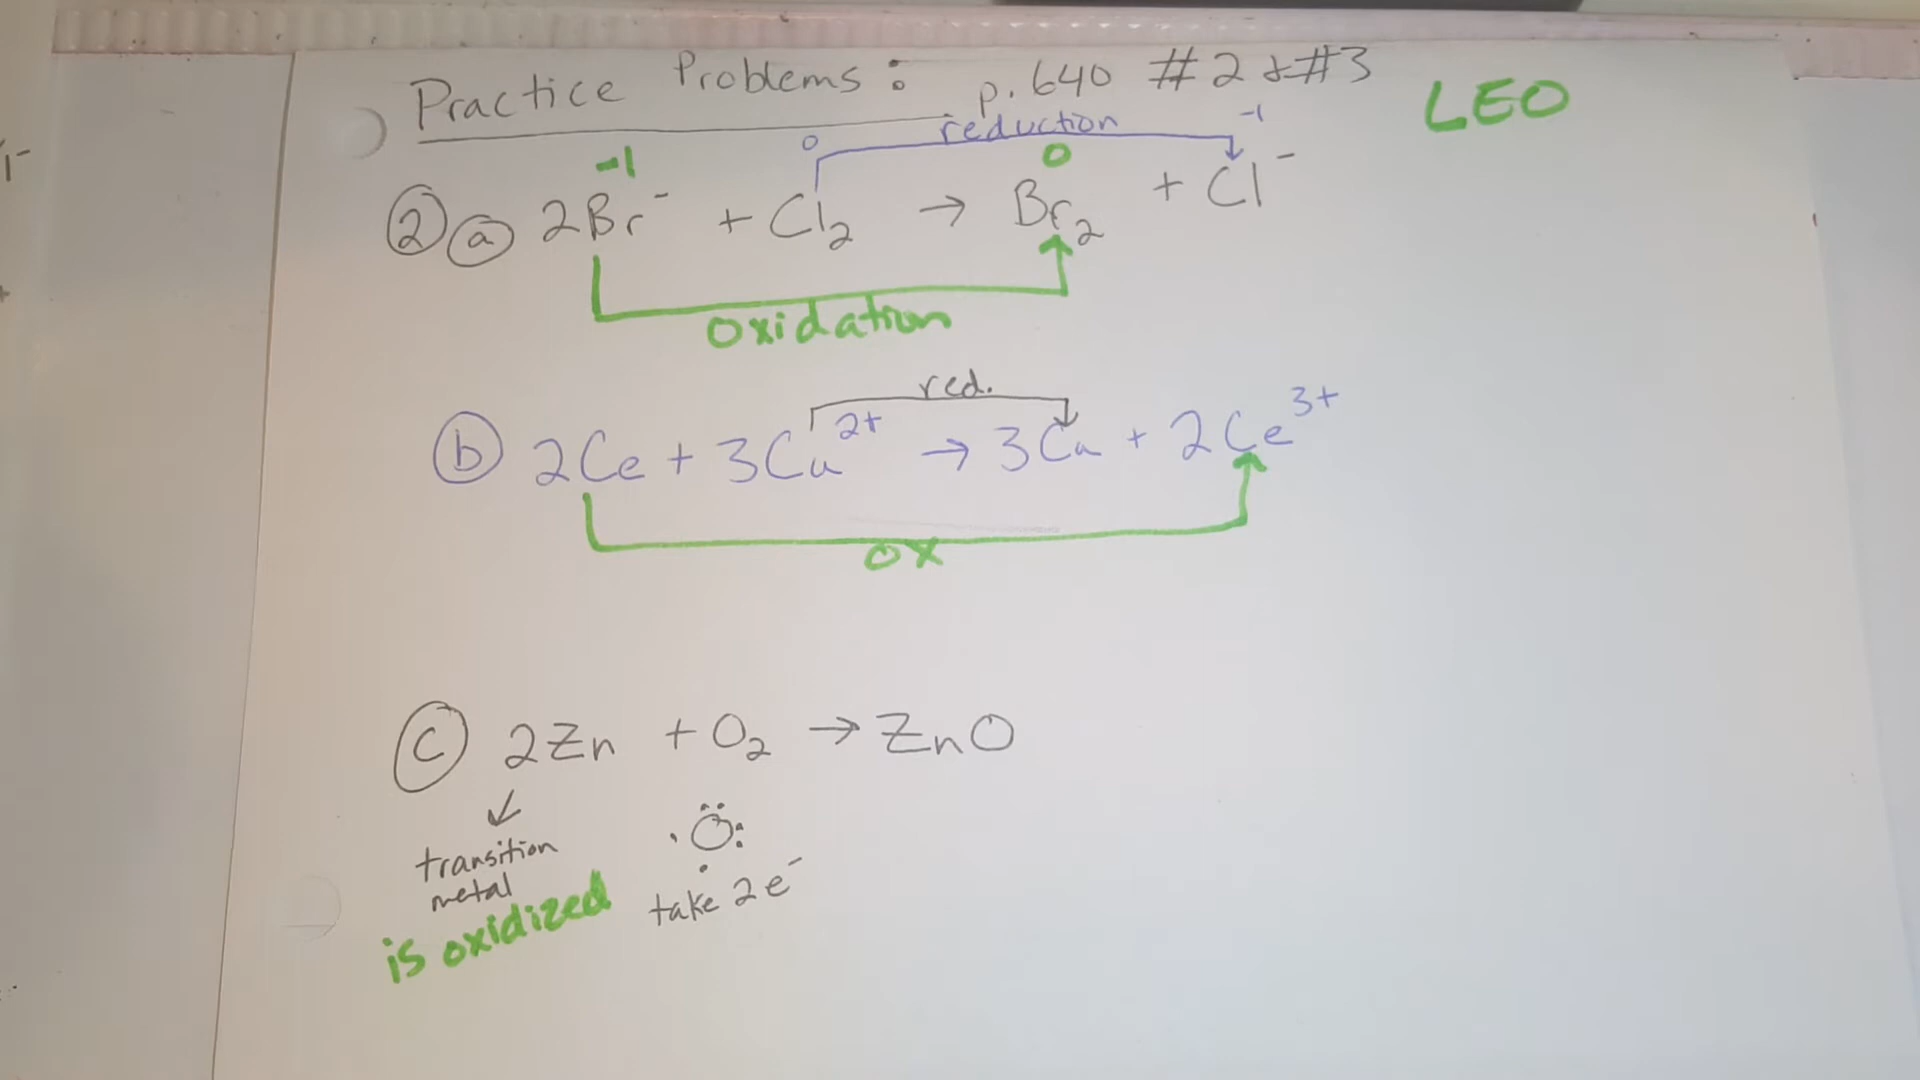 Practice Problems: p.640 #2 & #3
LEO
reduction
-1 0 0 -1
② ⓐ 2Br⁻ + Cl₂ → Br₂ + Cl⁻
oxidation
red.
ⓑ 2Ce + 3Cu²⁺ → 3Cu + 2Ce³⁺
ox
ⓒ 2Zn + O₂ → ZnO
↙
transition
metal
is oxidized
O
take 2e⁻